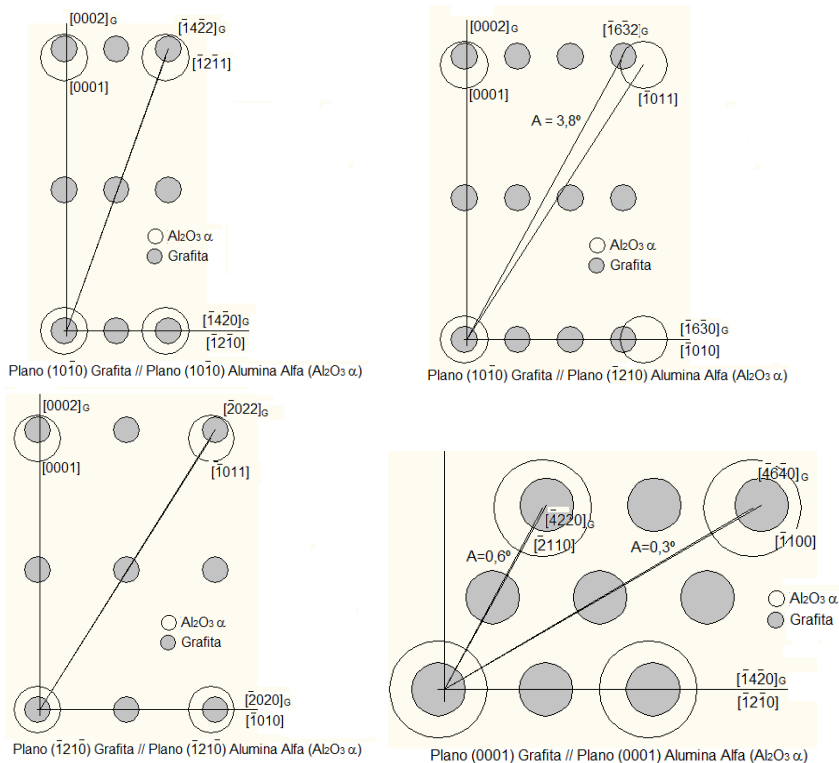 [0002]G
[1̄42̄2]G
[1̄21̄1]
[0001]
Al2O3 α
Grafita
[1̄42̄0]G
[1̄21̄0]
Plano (101̄0) Grafita // Plano (101̄0) Alumina Alfa (Al2O3 α)
[0002]G
[1̄63̄2]G
[0001]
[1̄011]
A = 3,8º
Al2O3 α
Grafita
[1̄63̄0]G
[1̄010]
Plano (101̄0) Grafita // Plano (1̄210) Alumina Alfa (Al2O3 α)
[0002]G
[2̄022]G
[0001]
[1̄011]
Al2O3 α
Grafita
[2̄020]G
[1̄010]
Plano (1̄21̄0) Grafita // Plano (1̄21̄0) Alumina Alfa (Al2O3 α)
[4̄64̄0]G
[4̄220]G
[2̄110]
[1̄100]
A=0,6º
A=0,3º
Al2O3 α
Grafita
[1̄42̄0]G
[1̄21̄0]
Plano (0001) Grafita // Plano (0001) Alumina Alfa (Al2O3 α)